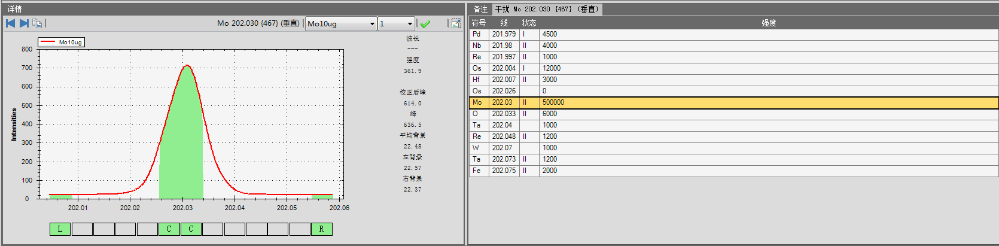 详情
Mo 202.030 {467} (垂直)
Mo10ug
1
Mo10ug
Intensities
800
700
600
500
400
300
200
100
0
202.01 202.02 202.03 202.04 202.05 202.06
L C C R
波长
---
强度
361.9
校正后峰
614.0
峰
636.5
平均背景
22.48
左背景
22.57
右背景
22.37
备注 干扰 Mo 202.030 {467} (垂直)
符号 线 状态 强度
Pd 201.979 I 4500
Nb 201.98 II 4000
Re 201.997 II 1000
Os 202.004 I 12000
Hf 202.007 II 3000
Os 202.026 0
Mo 202.03 II 500000
O 202.033 II 6000
Ta 202.04 1000
Re 202.048 II 1200
W 202.07 1000
Ta 202.073 II 1200
Fe 202.075 II 2000